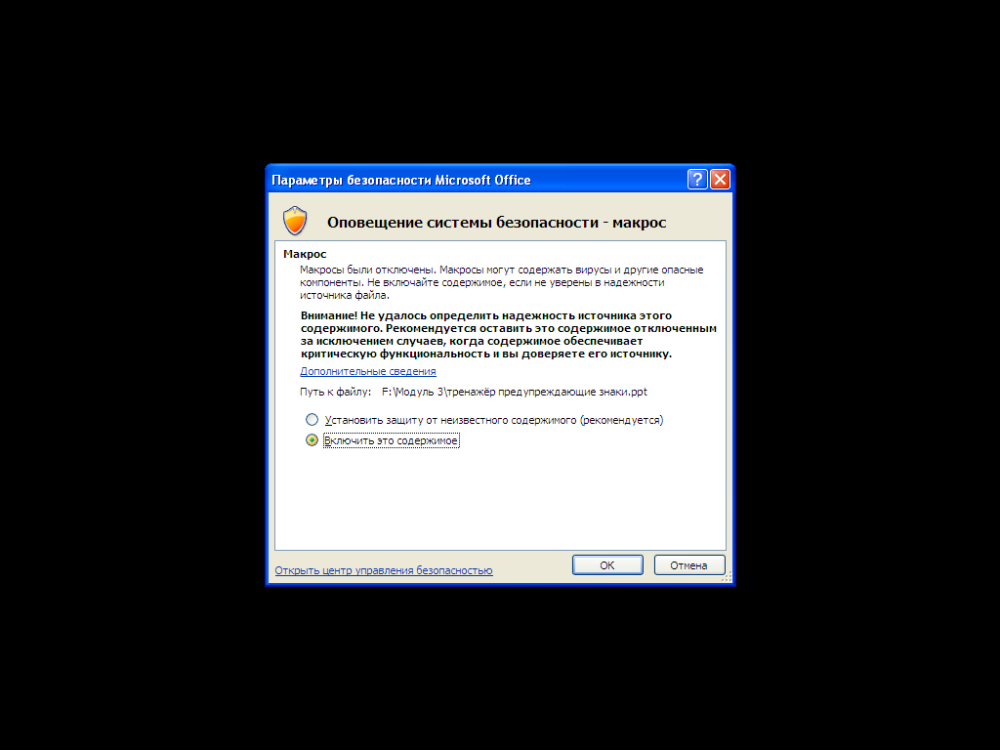 Параметры безопасности Microsoft Office
Оповещение системы безопасности - макрос
Макрос
Макросы были отключены. Макросы могут содержать вирусы и другие опасные
компоненты. Не включайте содержимое, если не уверены в надежности
источника файла.
Внимание! Не удалось определить надежность источника этого
содержимого. Рекомендуется оставить это содержимое отключенным
за исключением случаев, когда содержимое обеспечивает
критическую функциональность и вы доверяете его источнику.
Дополнительные сведения
Путь к файлу: F:\Модуль 3\тренажёр предупреждающие знаки.ppt
Установить защиту от неизвестного содержимого (рекомендуется)
Включить это содержимое
Открыть центр управления безопасностью
ОК
Отмена